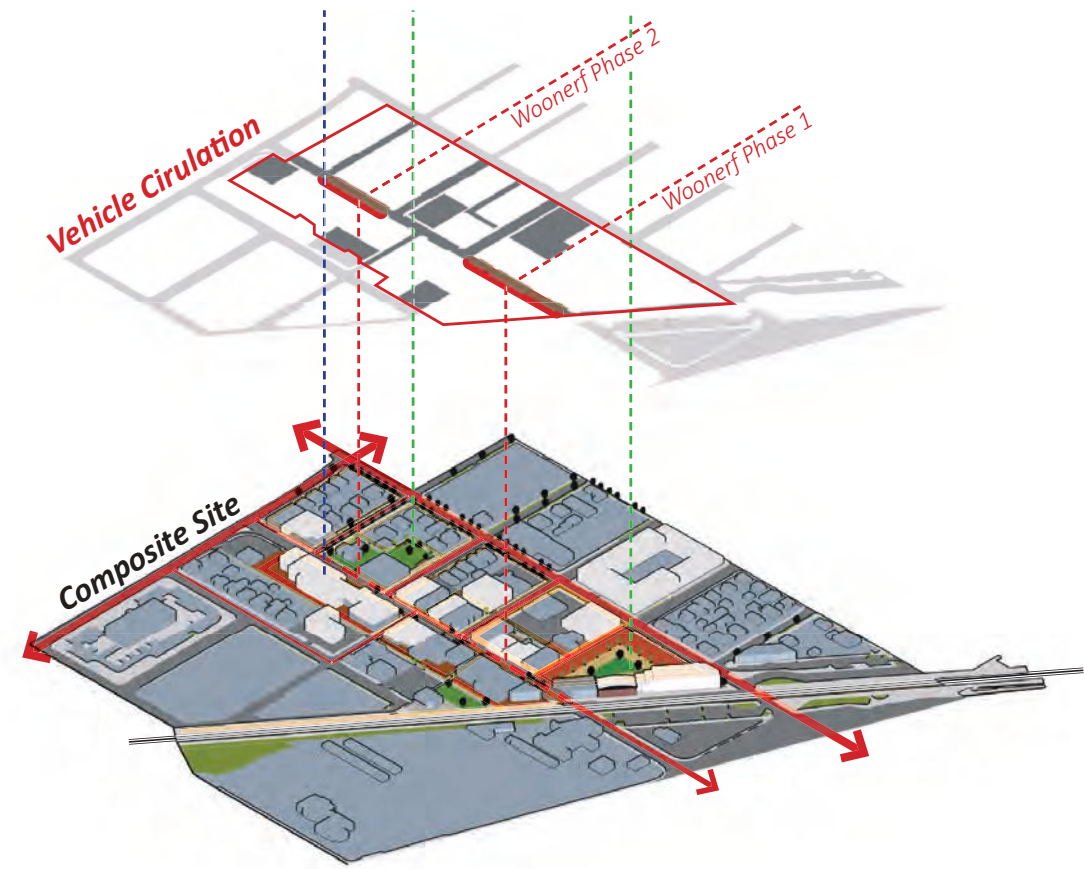 Woonerf Phase 2
Woonerf Phase 1
Vehicle Cirulation
Composite Site